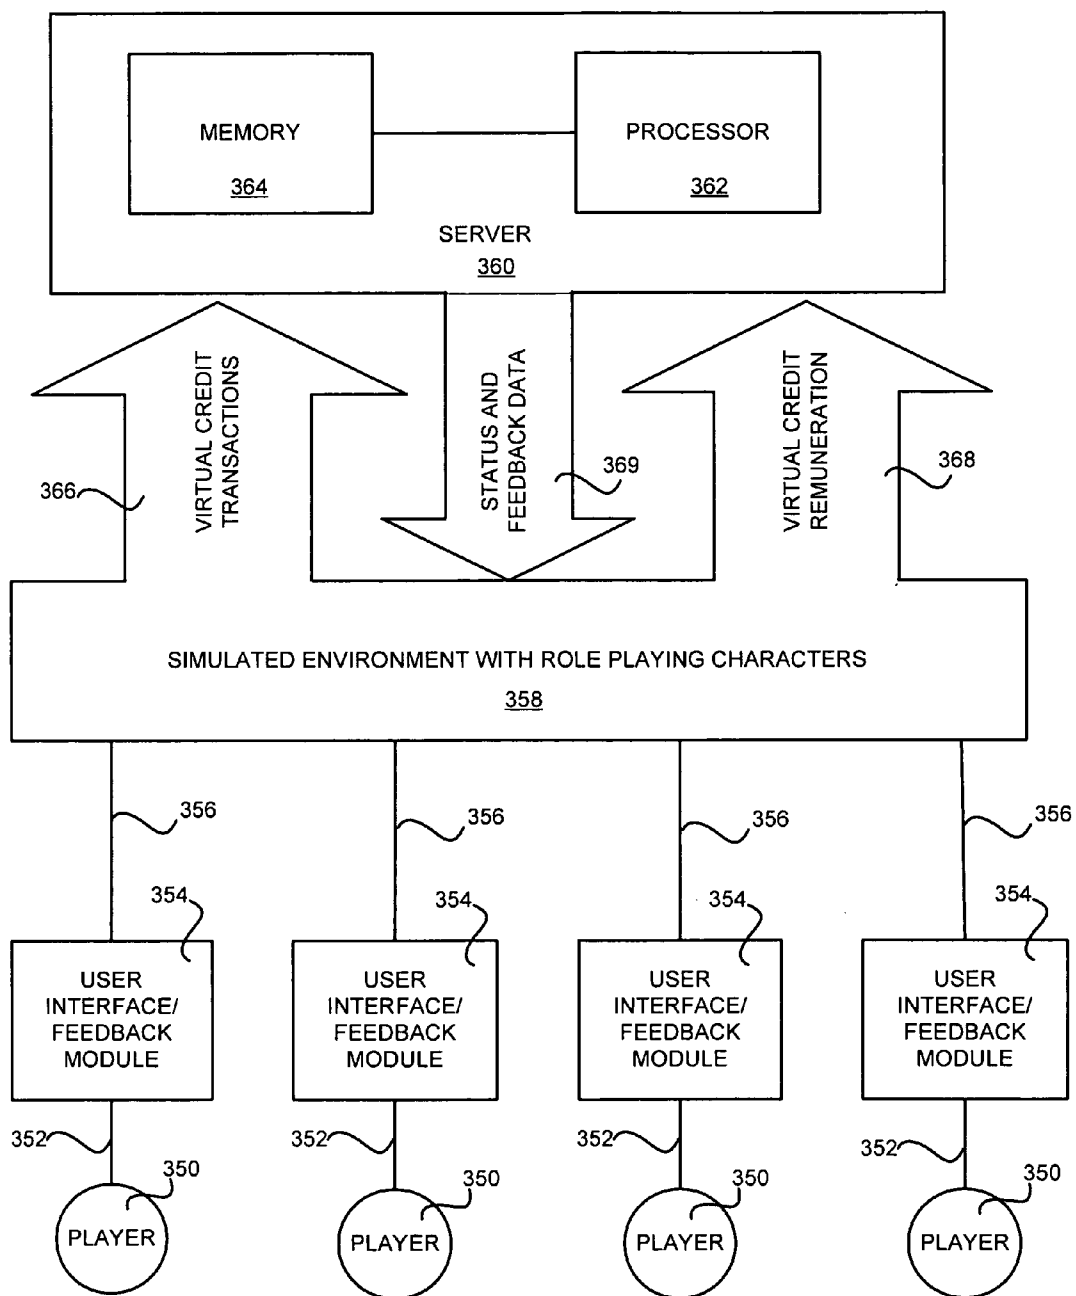 MEMORY
364
PROCESSOR
362
SERVER
360
VIRTUAL CREDIT
TRANSACTIONS
366
STATUS AND
FEEDBACK DATA
369
VIRTUAL CREDIT
REMUNERATION
368
SIMULATED ENVIRONMENT WITH ROLE PLAYING CHARACTERS
358
356
356
356
356
354
354
354
354
USER
INTERFACE/
FEEDBACK
MODULE
USER
INTERFACE/
FEEDBACK
MODULE
USER
INTERFACE/
FEEDBACK
MODULE
USER
INTERFACE/
FEEDBACK
MODULE
352
352
352
352
350
350
350
350
PLAYER
PLAYER
PLAYER
PLAYER